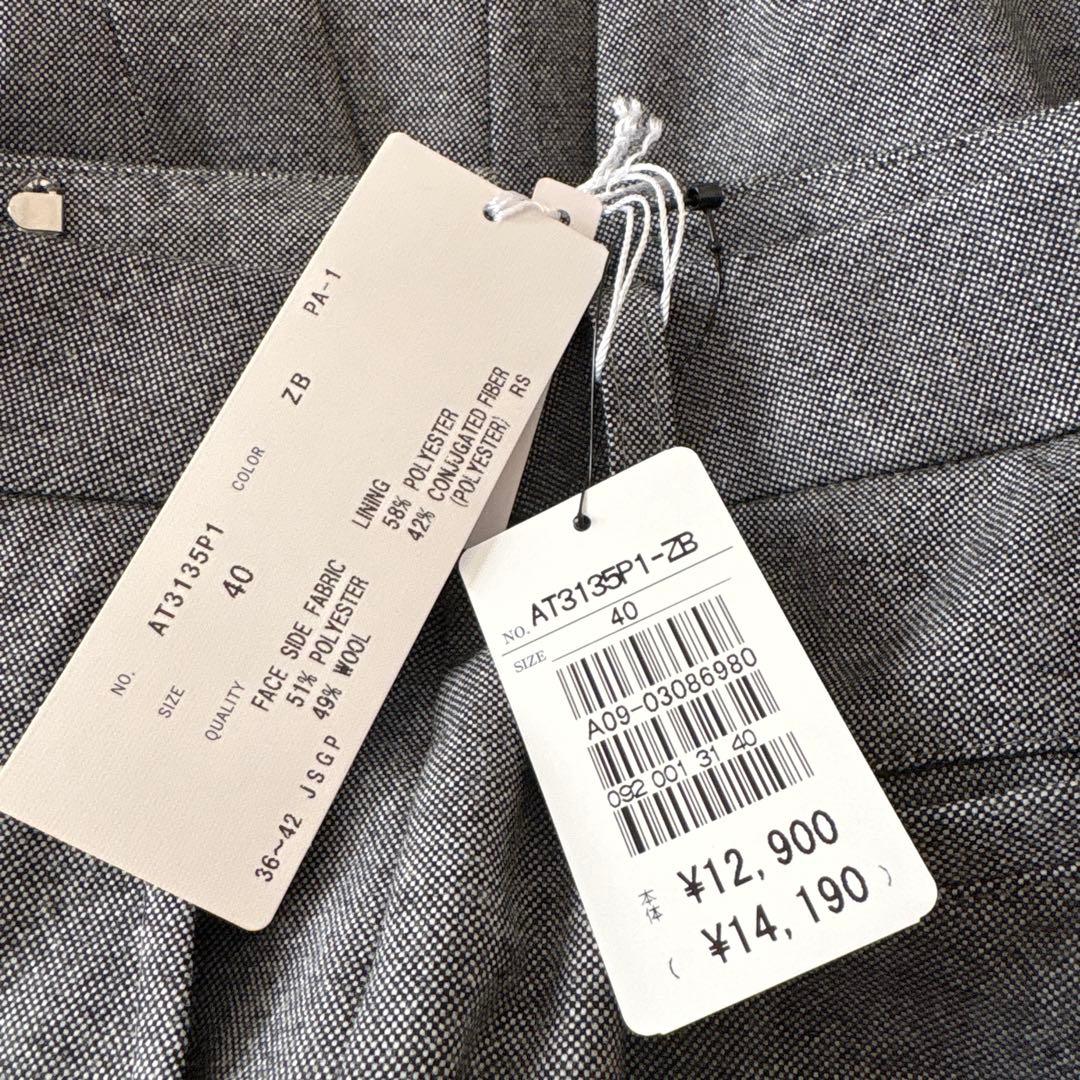 NO. AT3135P1
SIZE 40
COLOR ZB PA-1
QUALITY
FACE SIDE FABRIC
51% POLYESTER
49% WOOL
LINING
58% POLYESTER
42% CONJUGATED FIBER
(POLYESTER) RS
36~42 JSGP
NO. AT3135P1-ZB
SIZE 40
A09-03086980
092 001 31 40
本体 ¥12,900
( ¥14,190 )